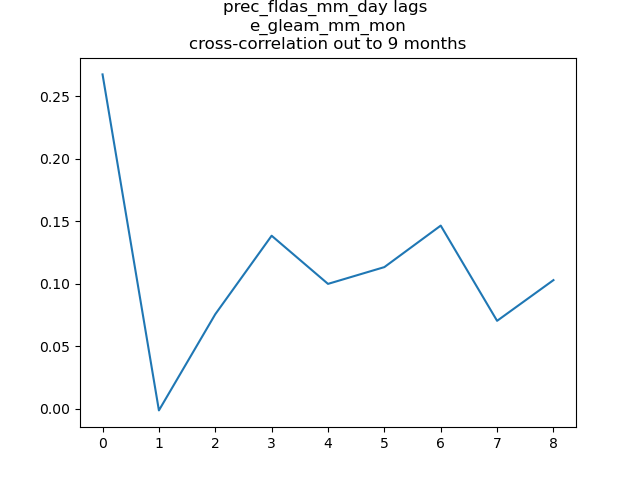 prec_fldas_mm_day lags
e_gleam_mm_mon
cross-correlation out to 9 months
0.25
0.20
0.15
0.10
0.05
0.00
0 1 2 3 4 5 6 7 8